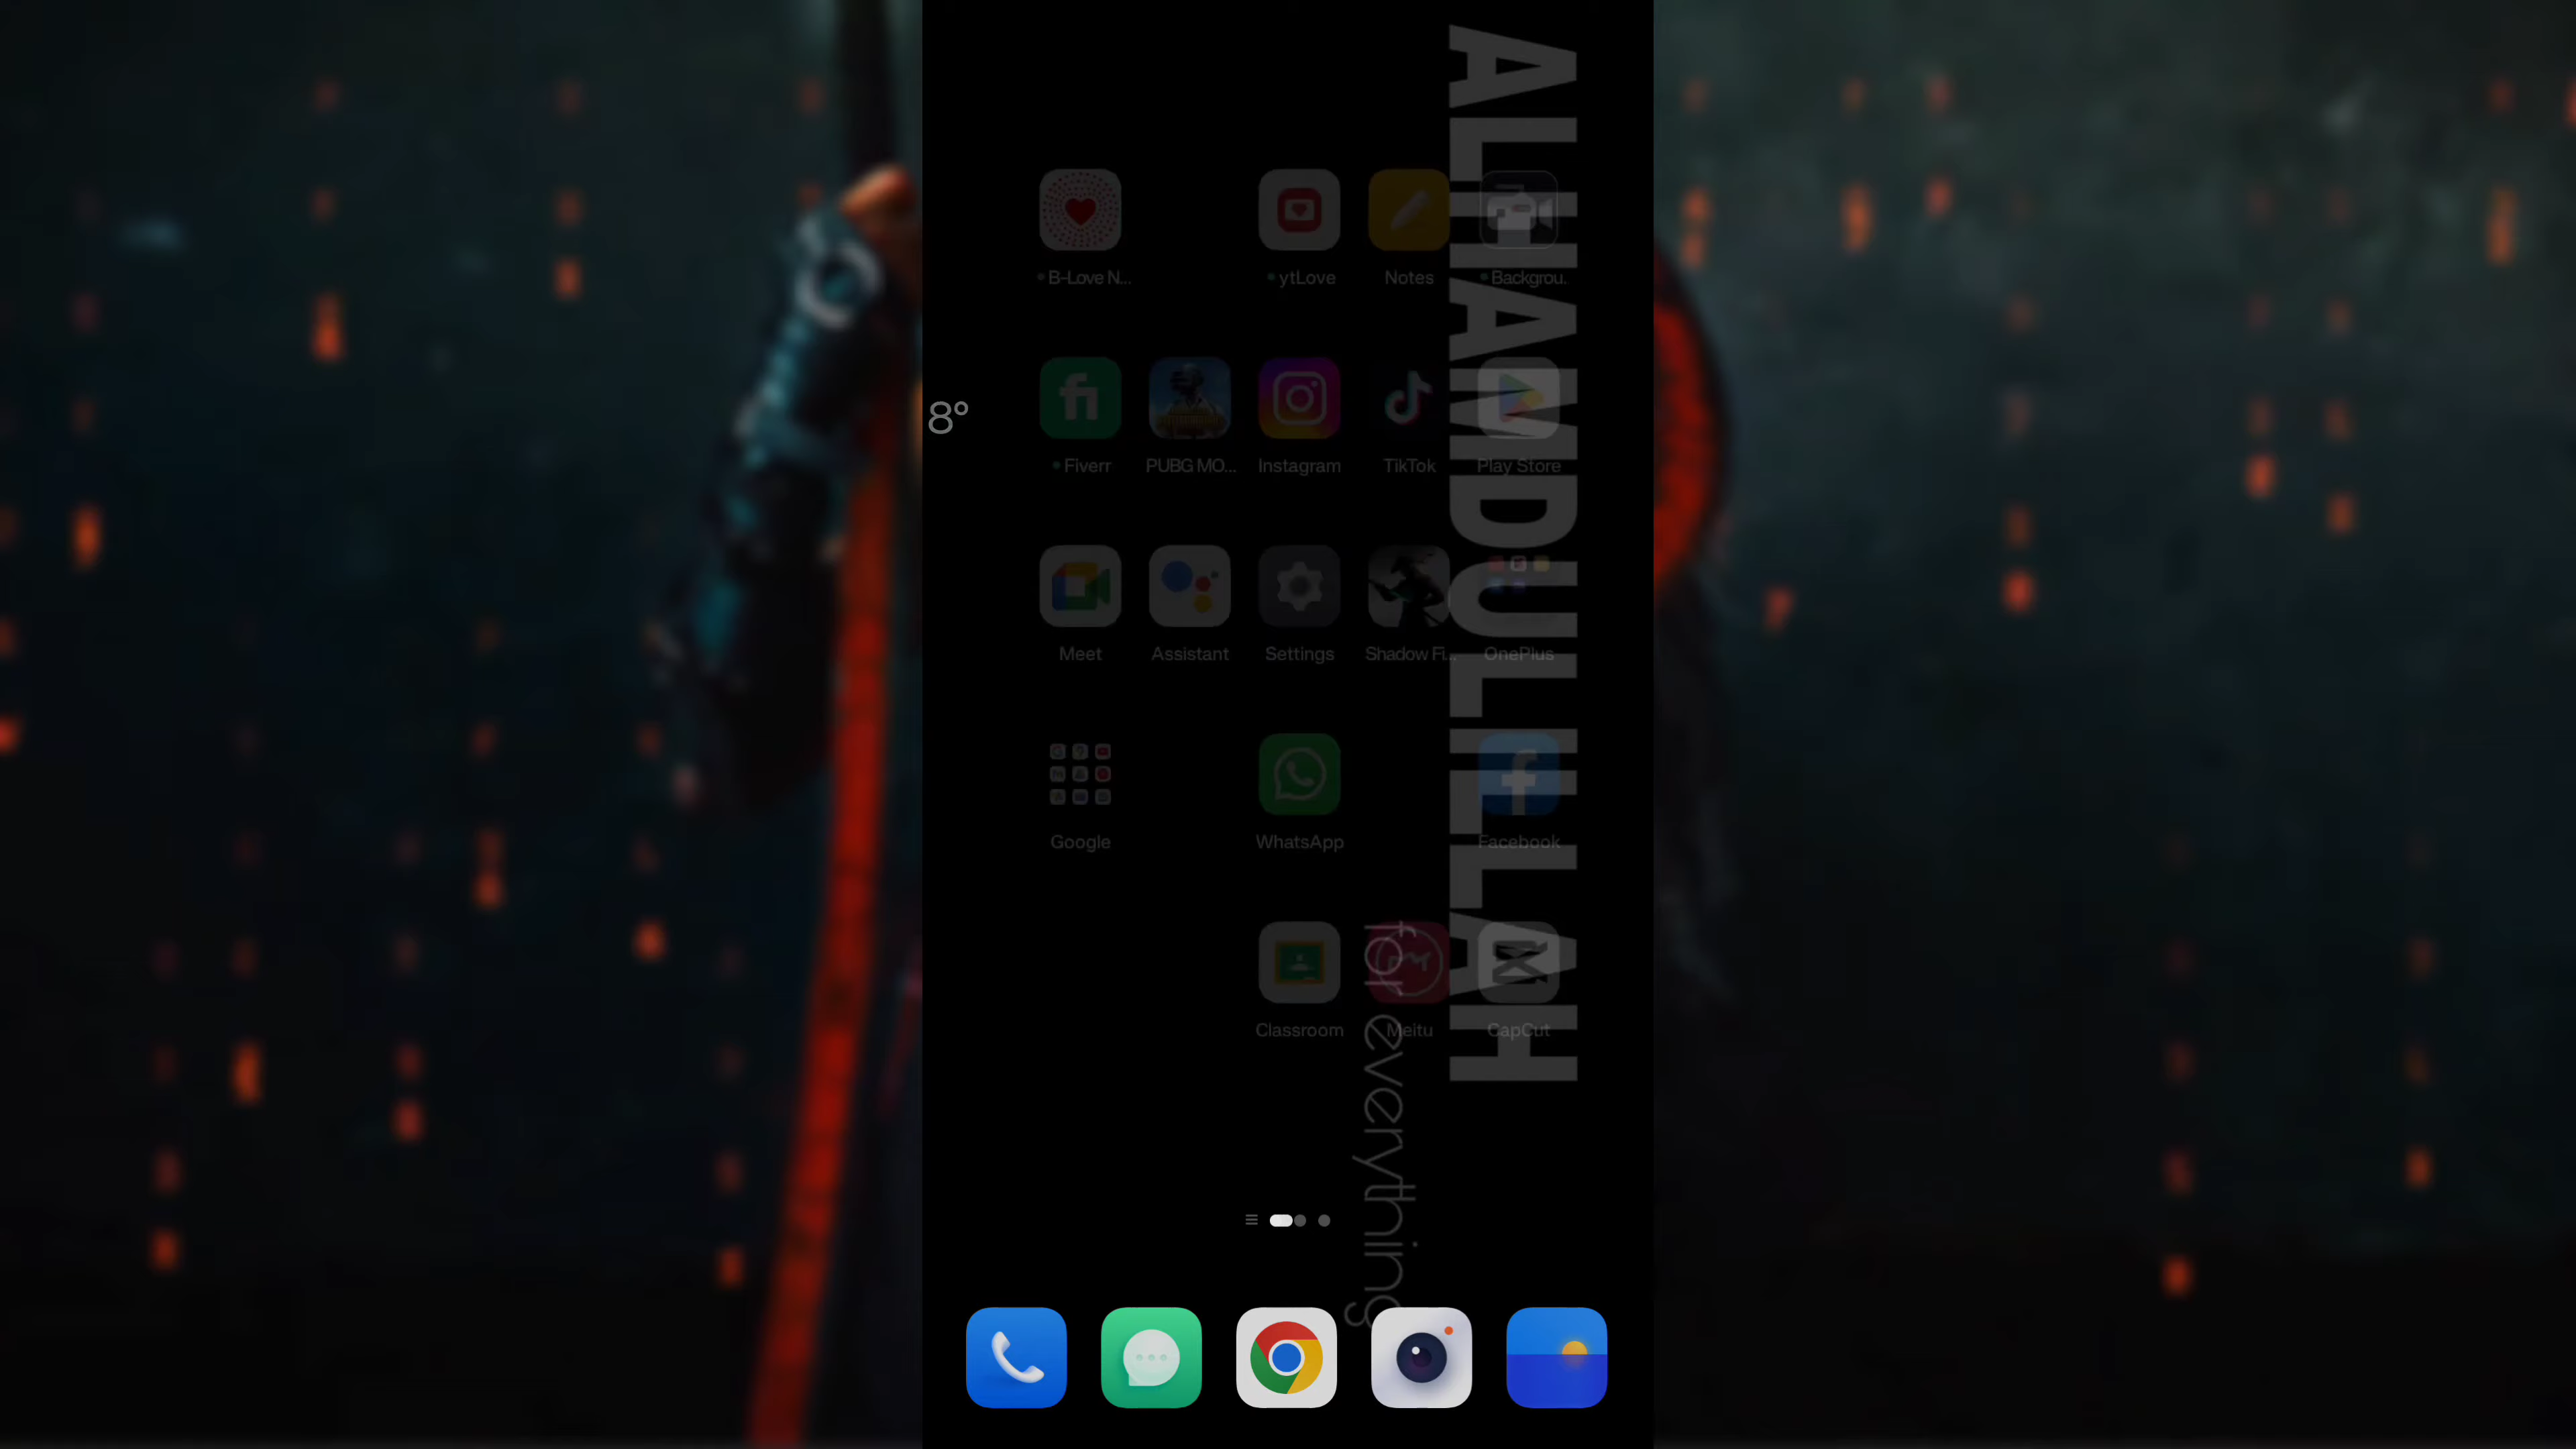 B-Love N...
ytLove
Notes
Backgrou.
8°
Fiverr
PUBG MO...
Instagram
TikTok
Play Store
Meet
Assistant
Settings
Shadow Fi...
OnePlus
Google
WhatsApp
Facebook
Classroom
Meitu
CapCut
ALHAMDULILLAH
for everything